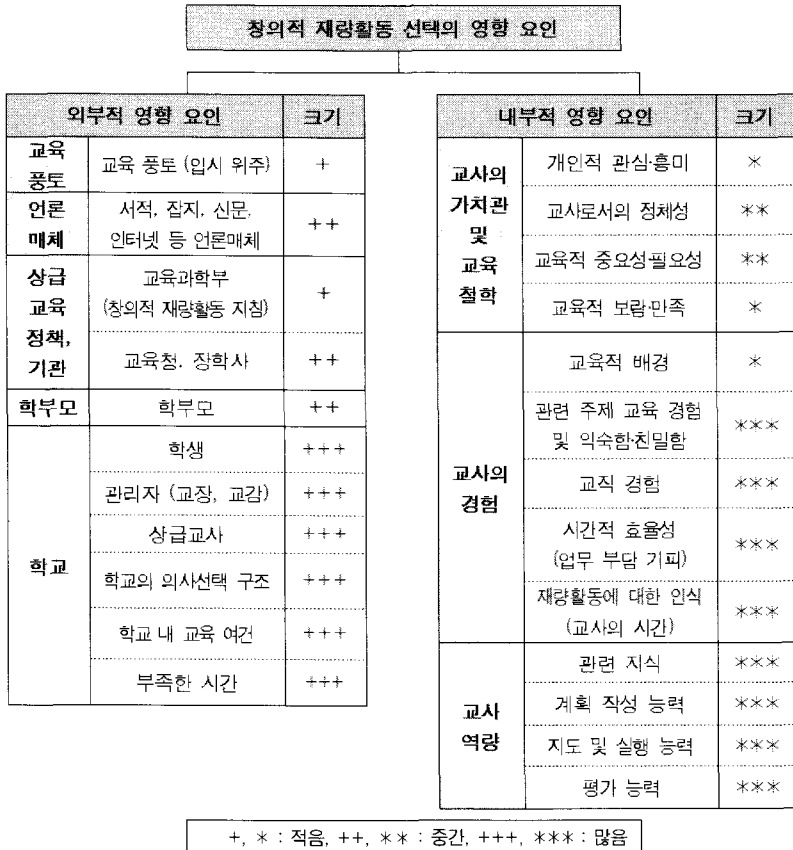 창의적 재량활동 선택의 영향 요인
외부적 영향 요인 크기
교육
풍토
교육 풍토 (입시 위주) +
언론
매체
서적, 잡지, 신문,
인터넷 등 언론매체
++
상급
교육
정책,
기관
교육과학부
(창의적 재량활동 지침)
+
교육청, 장학사 ++
학부모 학부모 ++
학교
학생 +++
관리자 (교장, 교감) +++
상급교사 +++
학교의 의사선택 구조 +++
학교 내 교육 여건 +++
부족한 시간 +++
내부적 영향 요인 크기
교사의
가치관
및
교육
철학
개인적 관심·흥미 *
교사로서의 정체성 **
교육적 중요성·필요성 **
교육적 보람·만족 *
교사의
경험
교육적 배경 *
관련 주제 교육 경험
및 익숙함·친밀함
***
교직 경험 ***
시간적 효율성
(업무 부담 기피)
***
재량활동에 대한 인식
(교사의 시간)
***
교사
역량
관련 지식 ***
계획 작성 능력 ***
지도 및 실행 능력 ***
평가 능력 ***
+, * : 적음, ++, ** : 중간, +++, *** : 많음